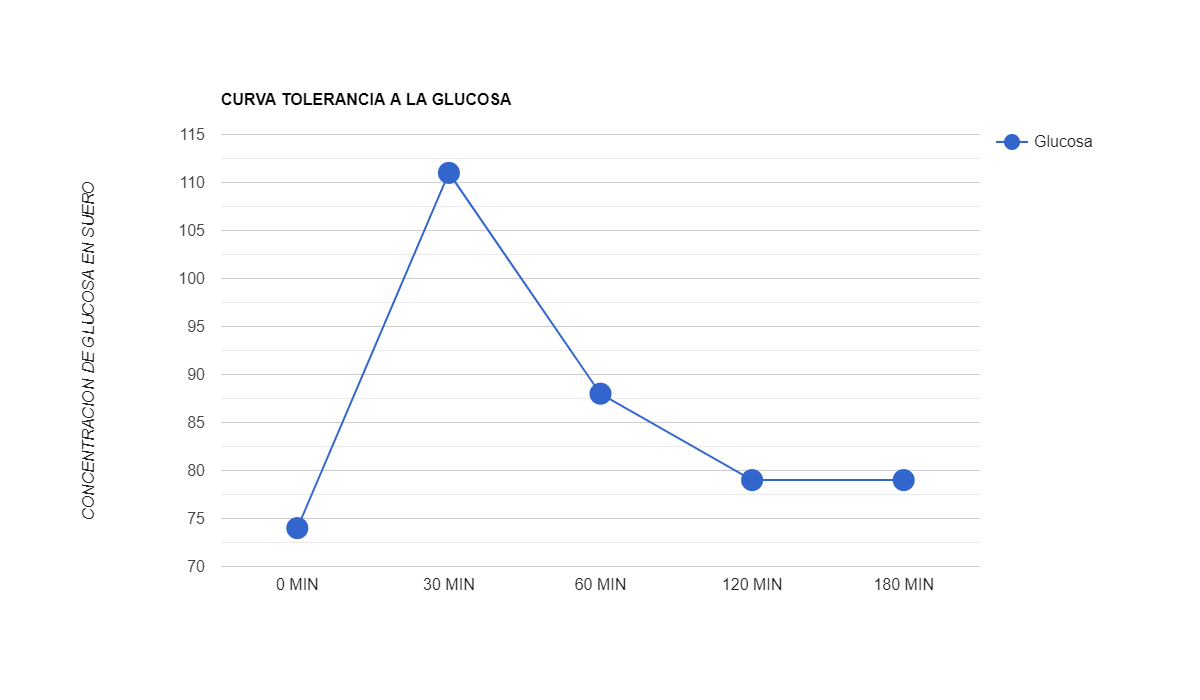 CURVA TOLERANCIA A LA GLUCOSA
Glucosa
CONCENTRACION DE GLUCOSA EN SUERO
115
110
105
100
95
90
85
80
75
70
0 MIN 30 MIN 60 MIN 120 MIN 180 MIN